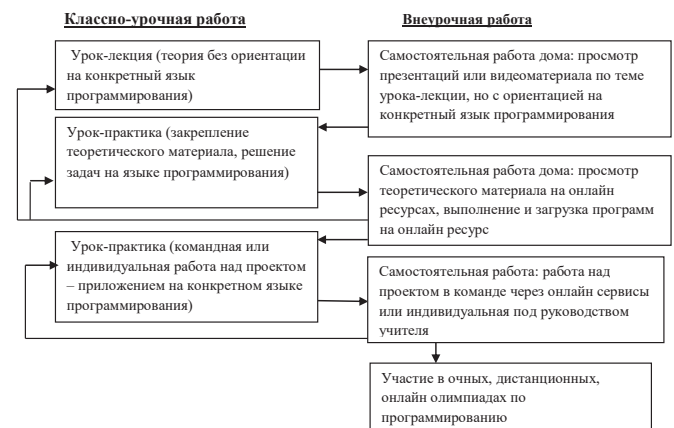 Классно-урочная работа
Внеурочная работа
Урок-лекция (теория без ориентации
на конкретный язык
программирования)
Самостоятельная работа дома: просмотр
презентаций или видеоматериала по теме
урока-лекции, но с ориентацией на
конкретный язык программирования
Урок-практика (закрепление
теоретического материала, решение
задач на языке программирования)
Самостоятельная работа дома: просмотр
теоретического материала на онлайн
ресурсах, выполнение и загрузка программ
на онлайн ресурс
Урок-практика (командная или
индивидуальная работа над проектом
– приложением на конкретном языке
программирования)
Самостоятельная работа: работа над
проектом в команде через онлайн сервисы
или индивидуальная под руководством
учителя
Участие в очных, дистанционных,
онлайн олимпиадах по
программированию